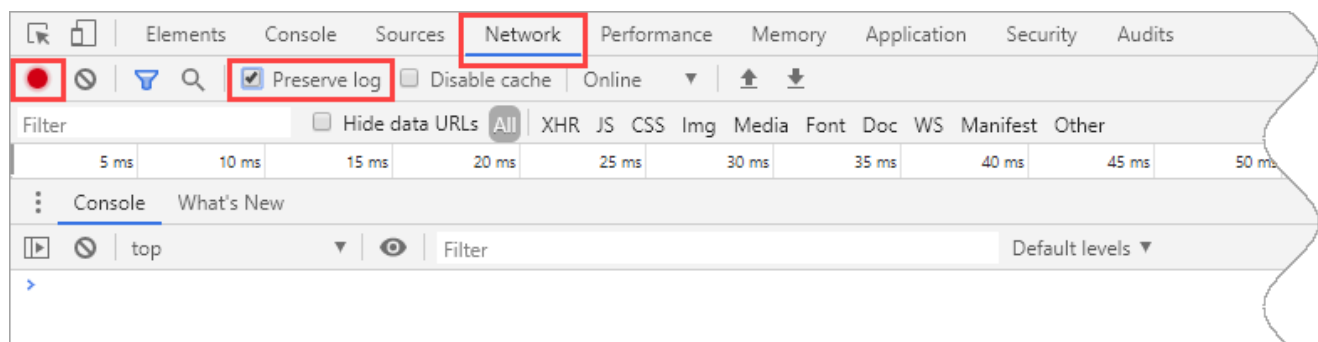 Elements Console Sources Network Performance Memory Application Security Audits
Preserve log Disable cache Online
Filter Hide data URLs All XHR JS CSS Img Media Font Doc WS Manifest Other
5 ms 10 ms 15 ms 20 ms 25 ms 30 ms 35 ms 40 ms 45 ms 50 ms
Console What's New
top Filter Default levels